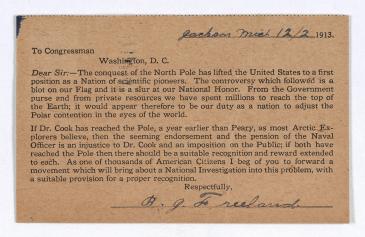 Jackson Mich 12/2 1913.
To Congressman
Washington, D. C.
Dear Sir:—The conquest of the North Pole has lifted the United States to a first
position as a Nation of scientific pioneers. The controversy which followed is a
blot on our Flag and it is a slur at our National Honor. From the Government
purse and from private resources we have spent millions to reach the top of
the Earth; it would appear therefore to be our duty as a nation to adjust the
Polar contention in the eyes of the world.
If Dr. Cook has reached the Pole, a year earlier than Peary, as most Arctic Ex-
plorers believe, then the seeming endorsement and the pension of the Naval
Officer is an injustice to Dr. Cook and an imposition on the Public; if both have
reached the Pole then there should be a suitable recognition and reward extended
to each. As one of thousands of American Citizens I beg of you to forward a
movement which will bring about a National Investigation into this problem, with
a suitable provision for a proper recognition.
Respectfully,
A. J. Freeland